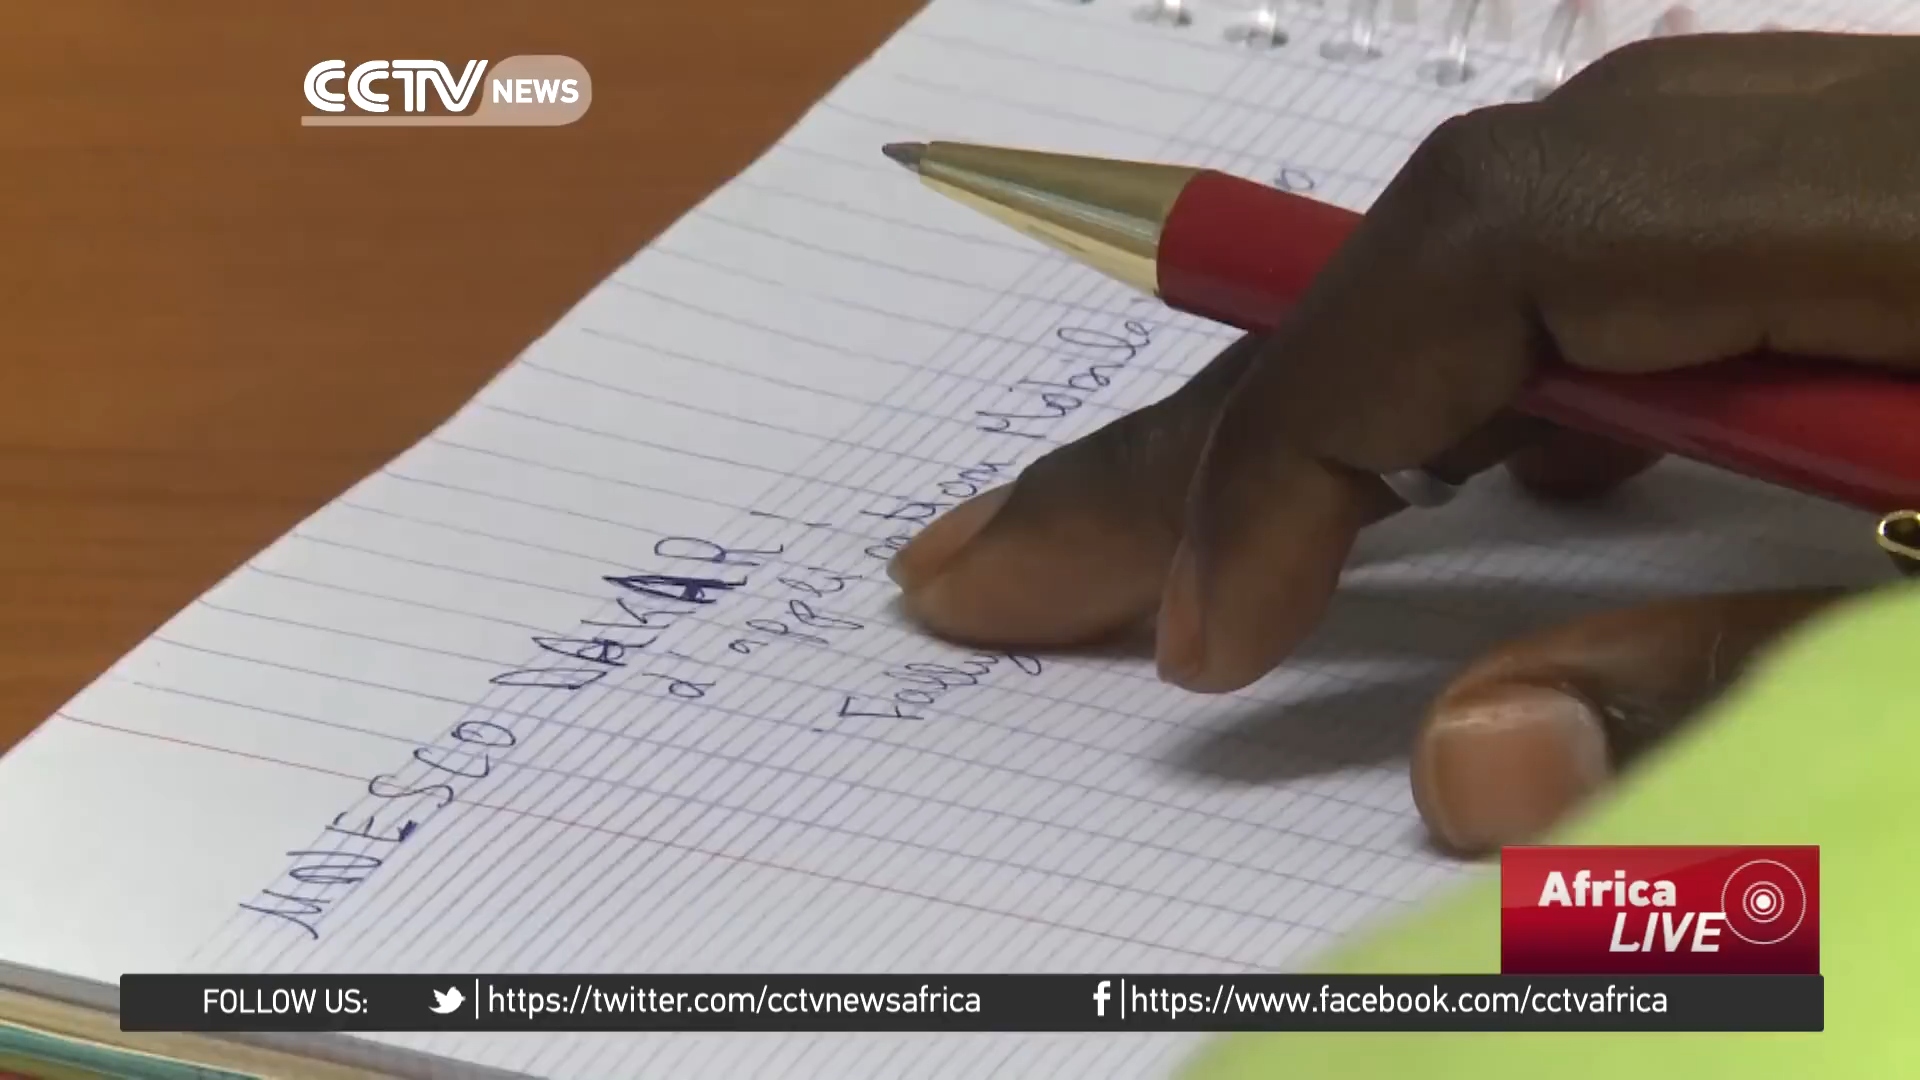 CCTV NEWS
UNESCO DAKAR
d'application Mobile
- Fally
Africa
LIVE
FOLLOW US: https://twitter.com/cctvnewsafrica https://www.facebook.com/cctvafrica